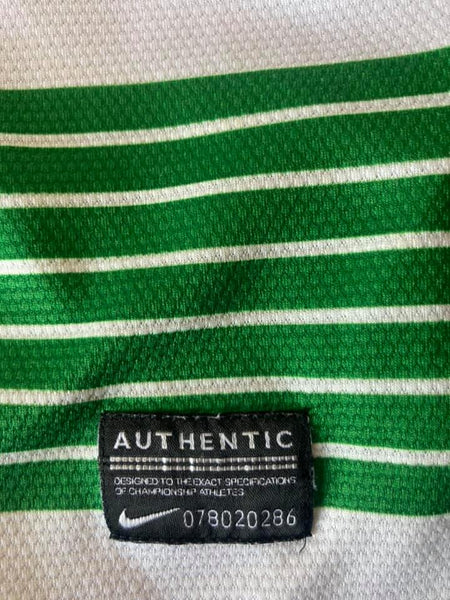 AUTHENTIC
DESIGNED TO THE EXACT SPECIFICATIONS
OF CHAMPIONSHIP ATHLETES
078020286